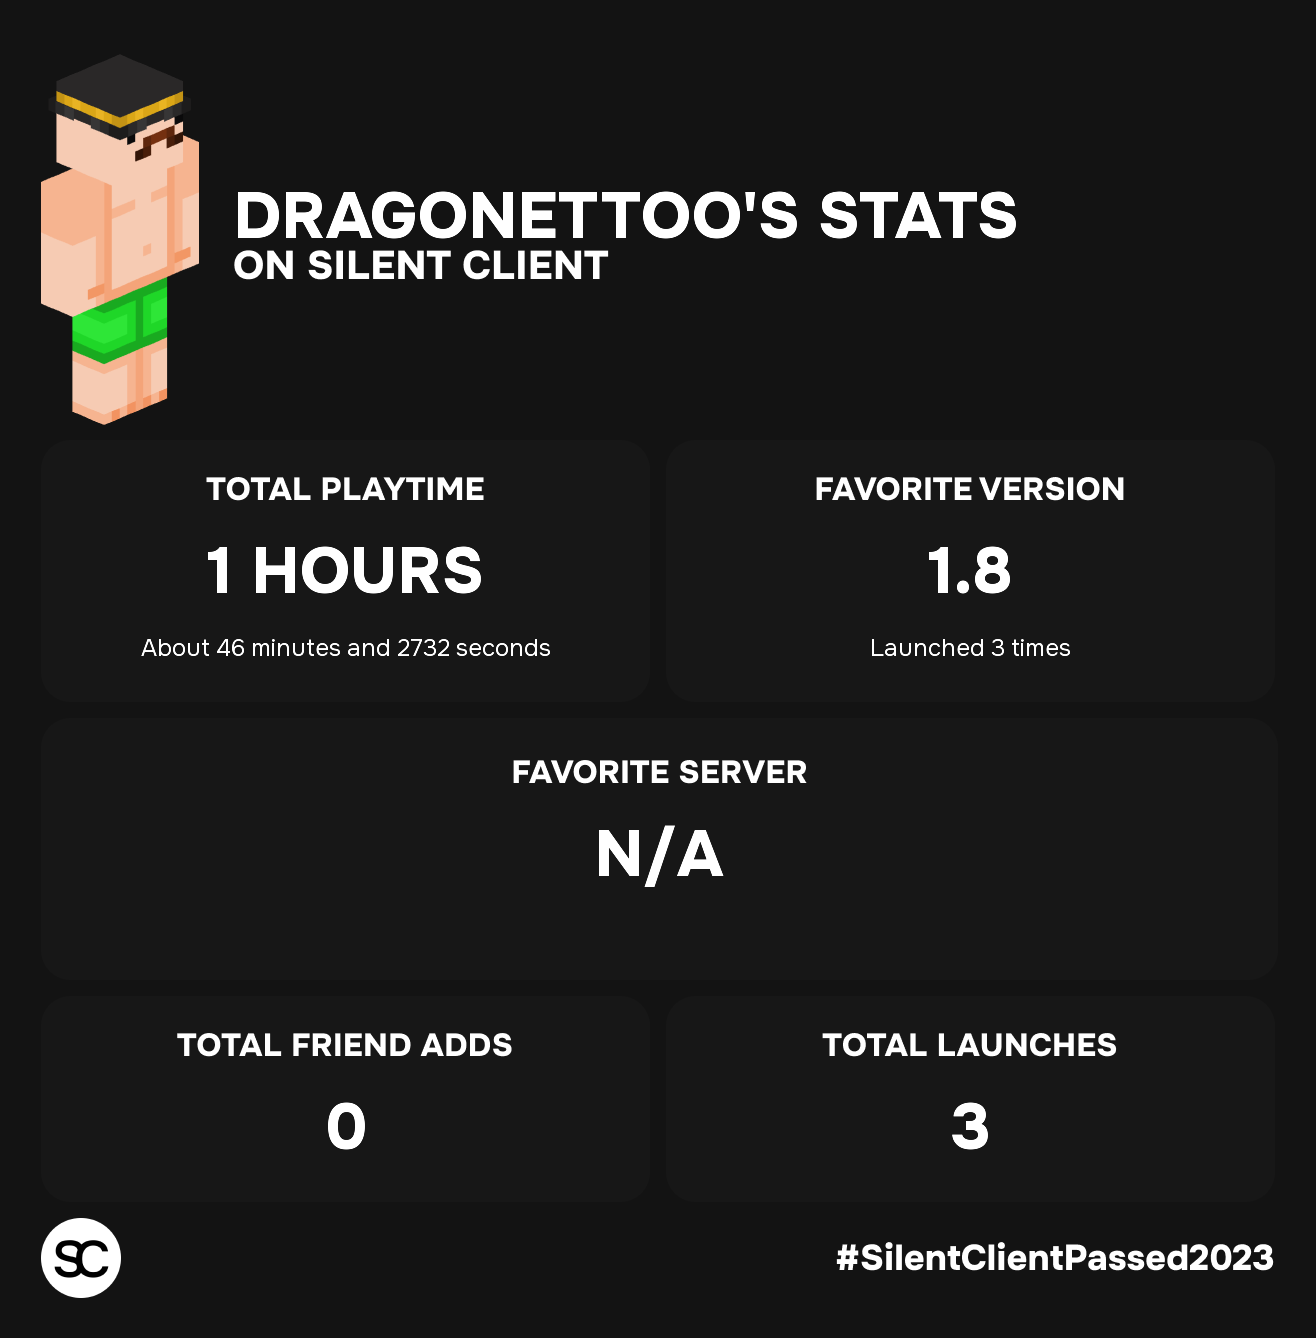 DRAGONETTOO'S STATS
ON SILENT CLIENT
TOTAL PLAYTIME
1 HOURS
About 46 minutes and 2732 seconds
FAVORITE VERSION
1.8
Launched 3 times
FAVORITE SERVER
N/A
TOTAL FRIEND ADDS
0
TOTAL LAUNCHES
3
SC
#SilentClientPassed2023